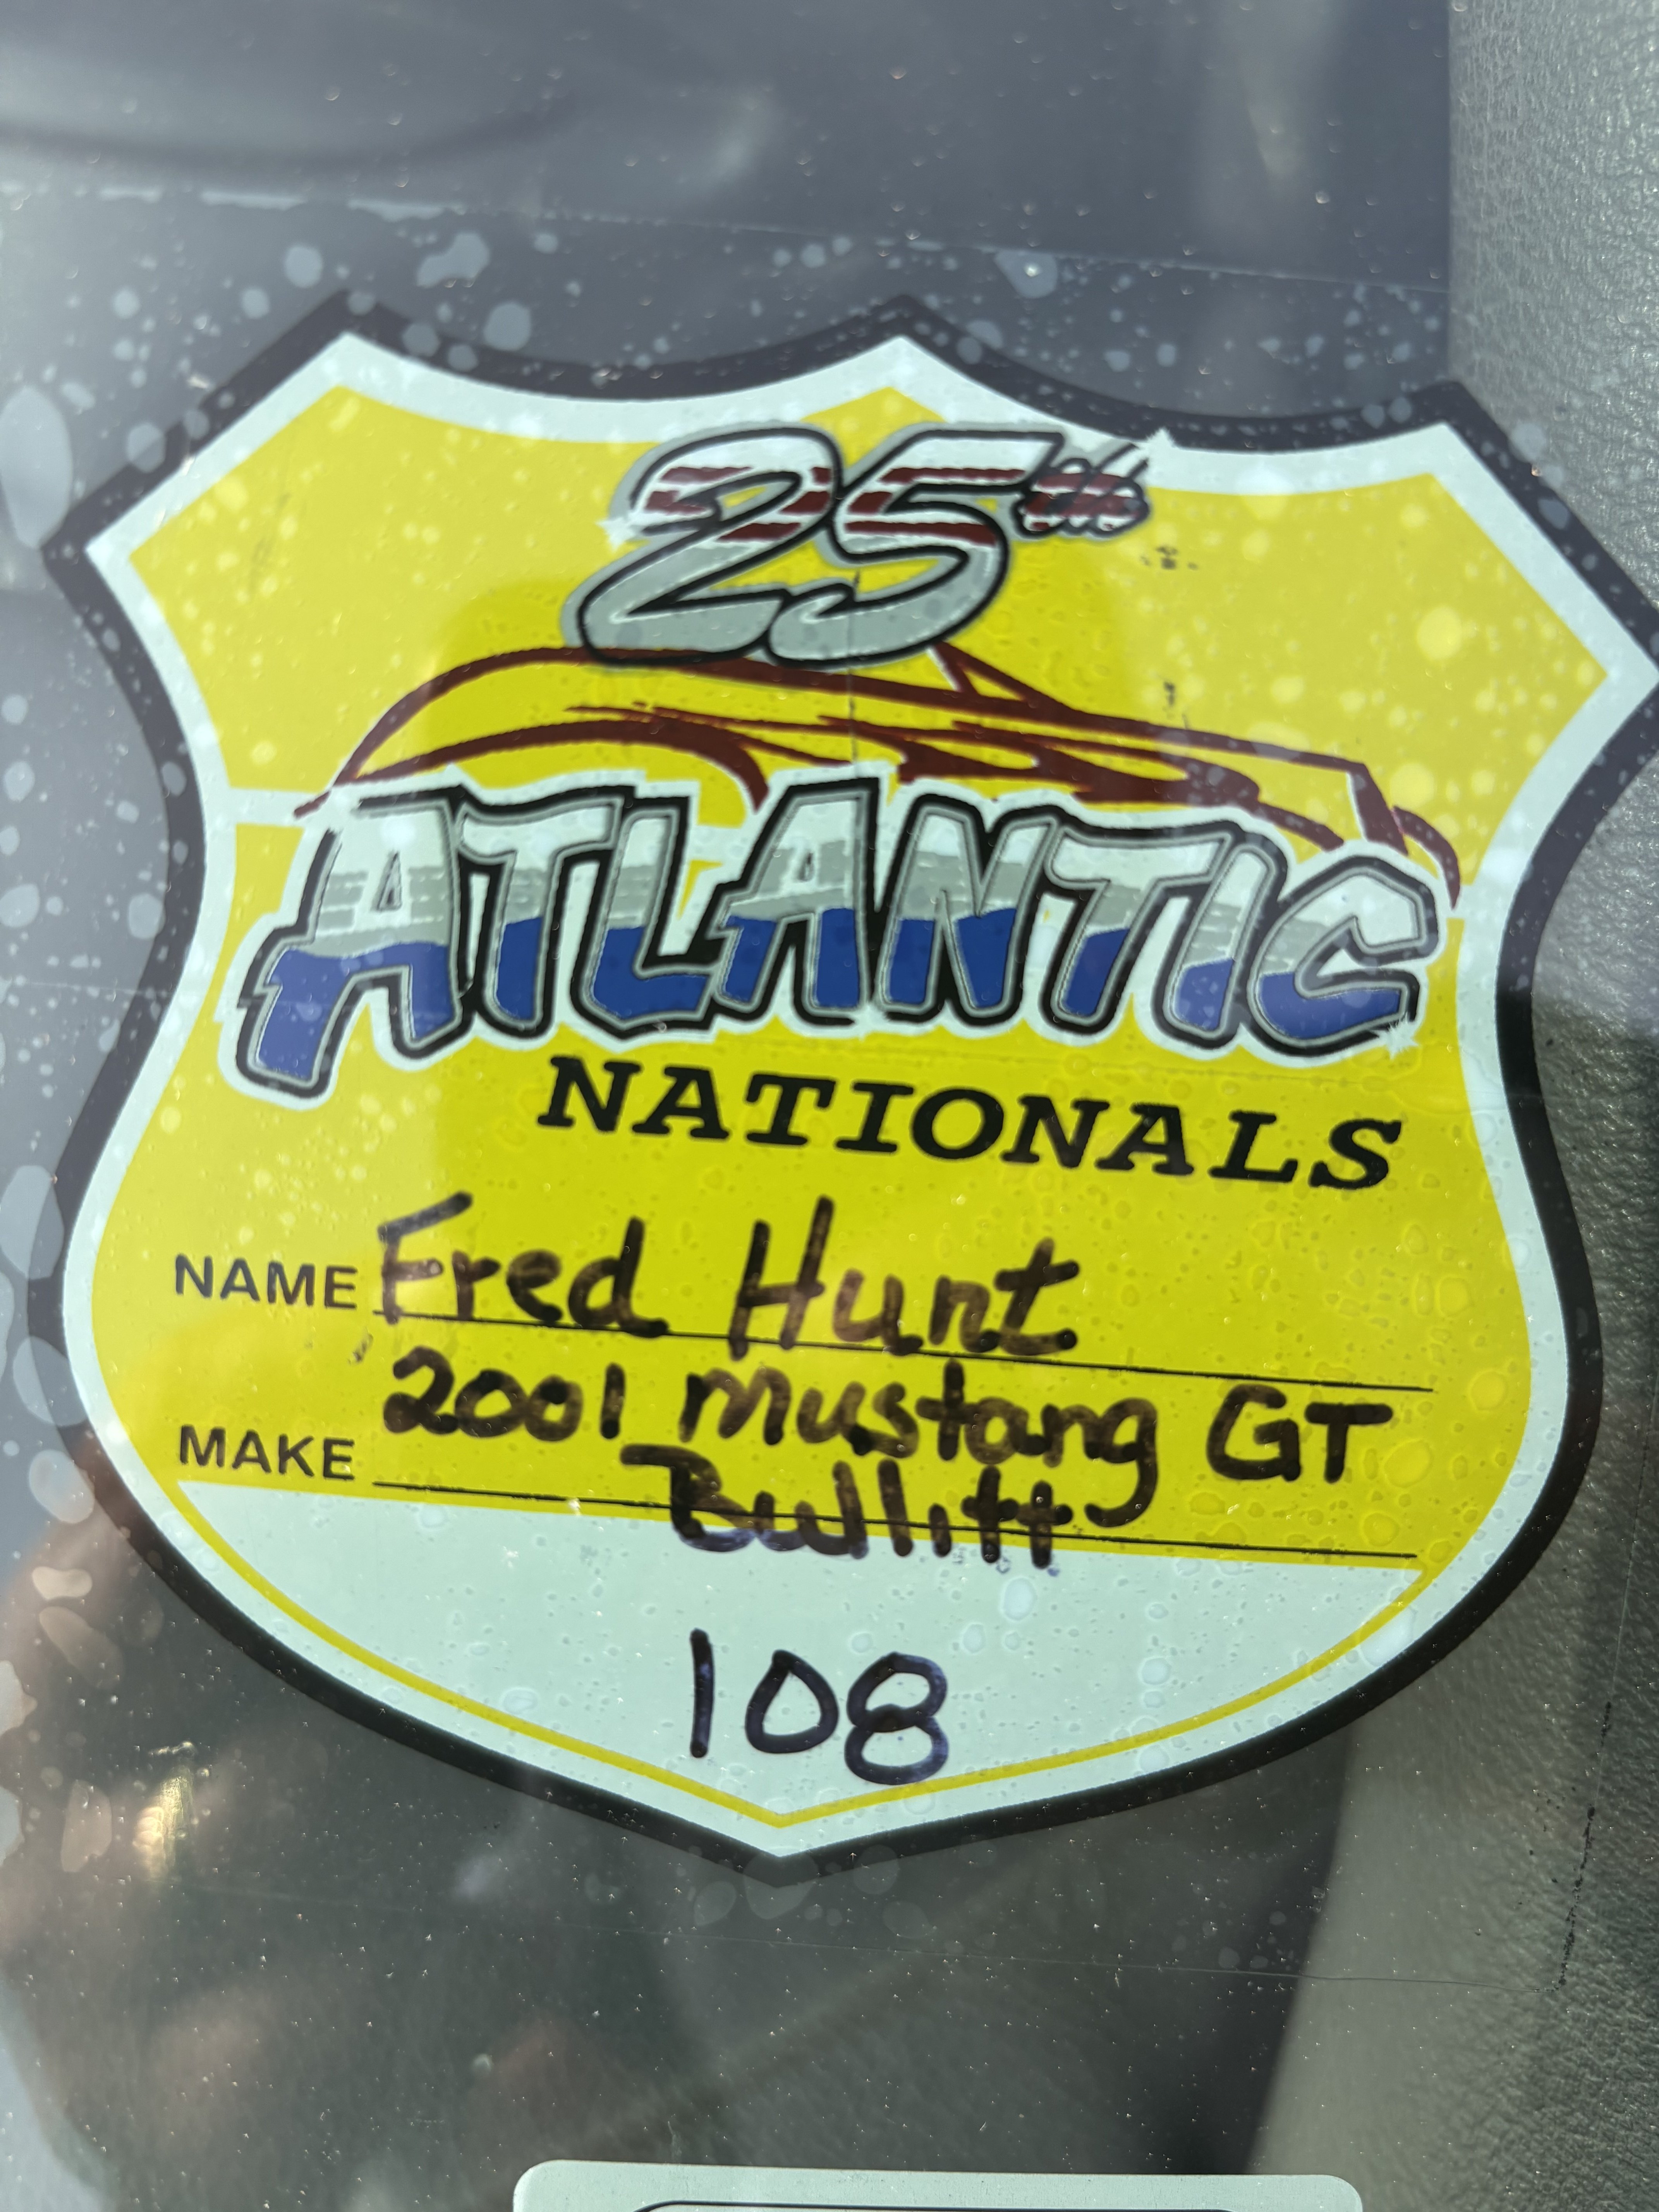 25th
ATLANTIC
NATIONALS
NAME Fred Hunt
MAKE 2001 Mustang GT
Bullitt
108